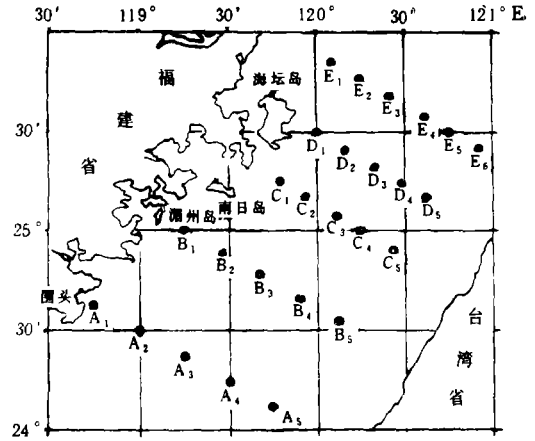 30′ 119° 30′ 120° 30′ 121° E.
福
建
省
海坛岛
30′
25°
30′
24°
E₁
E₂
E₃
E₄
E₅
E₆
D₁
D₂
D₃
D₄
D₅
C₁
C₂
C₃
C₄
C₅
湄州岛
南日岛
B₁
B₂
B₃
B₄
B₅
围头
A₁
A₂
A₃
A₄
A₅
台
湾
省